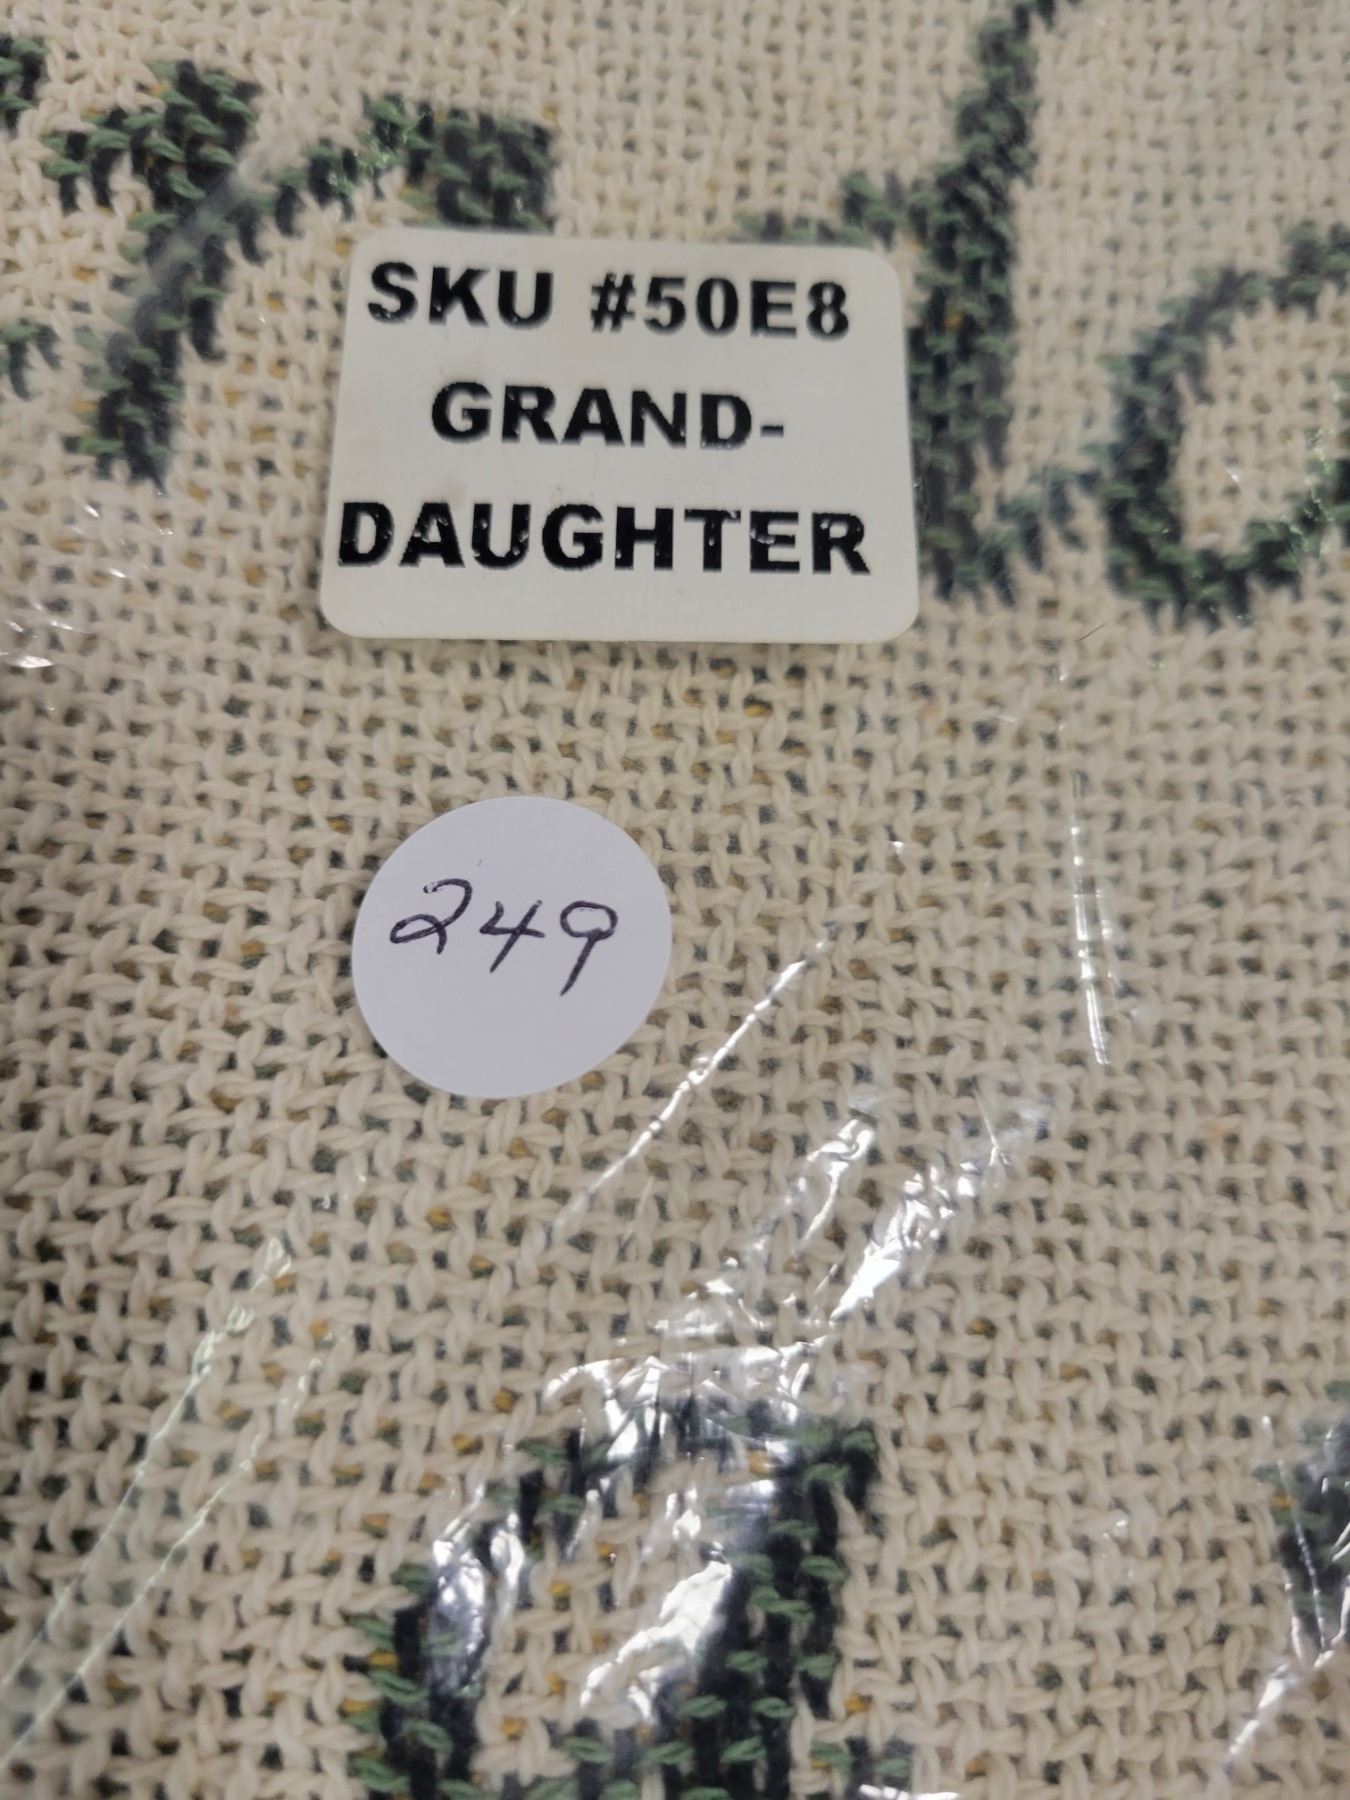 SKU #50E8
GRAND-
DAUGHTER
249